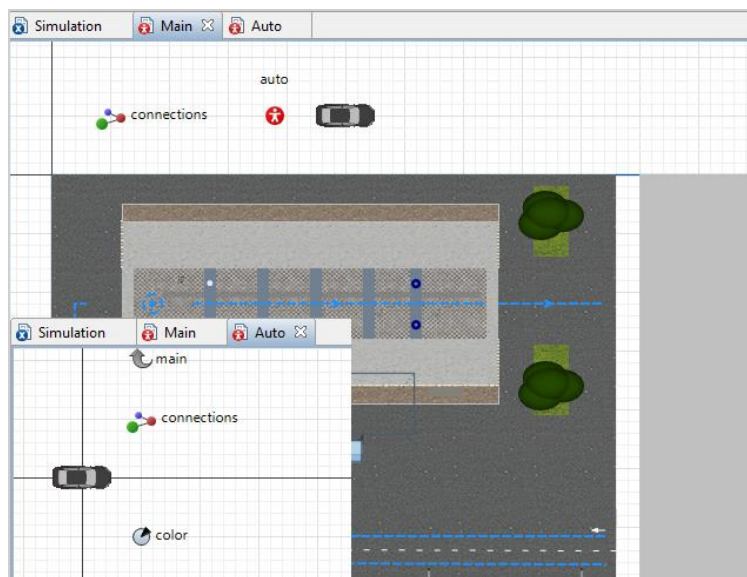 Simulation Main Auto
auto
connections
Simulation Main Auto
main
connections
color